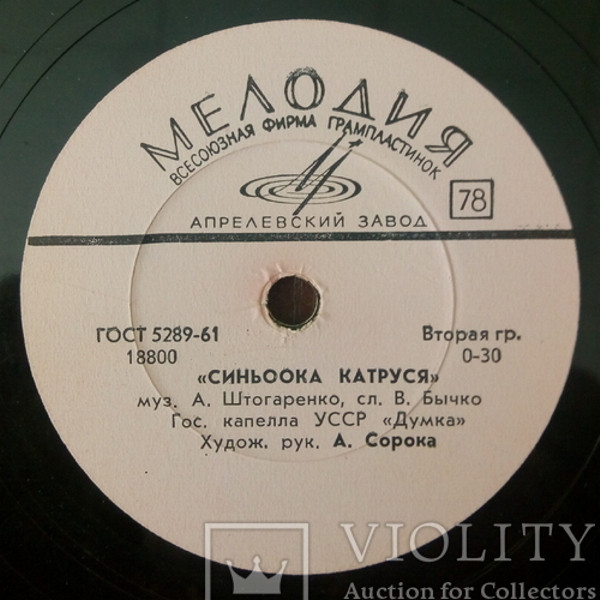 МЕЛОДИЯ
ВСЕСОЮЗНАЯ ФИРМА ГРАМПЛАСТИНОК
78
АПРЕЛЕВСКИЙ ЗАВОД
ГОСТ 5289-61 Вторая гр.
18800 0-30
«СИНЬООКА КАТРУСЯ»
муз. А. Штогаренко, сл. В. Бычко
Гос. капелла УССР «Думка»
Худож. рук. А. Сорока
VIOLITY
Auction for Collectors